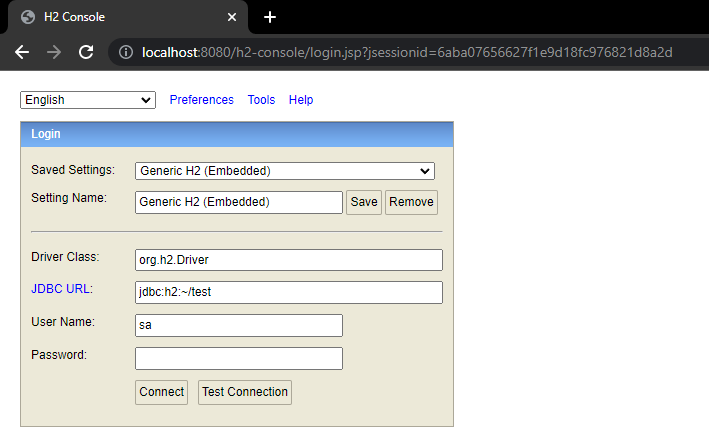 H2 Console
localhost:8080/h2-console/login.jsp?jsessionid=6aba07656627f1e9d18fc976821d8a2d
English Preferences Tools Help
Login
Saved Settings: Generic H2 (Embedded)
Setting Name: Generic H2 (Embedded) Save Remove
Driver Class: org.h2.Driver
JDBC URL: jdbc:h2:~/test
User Name: sa
Password:
Connect Test Connection